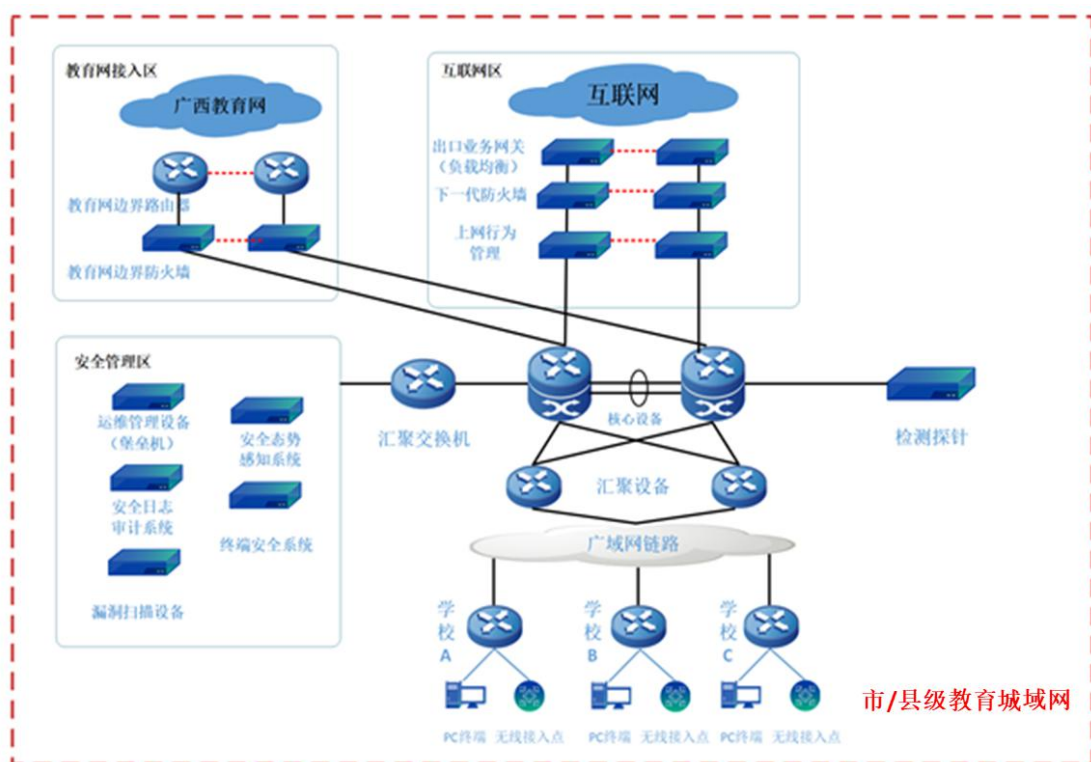 教育网接入区
广西教育网
教育网边界路由器
教育网边界防火墙
互联网区
互联网
出口业务网关
（负载均衡）
下一代防火墙
上网行为
管理
安全管理区
运维管理设备
（堡垒机）
安全态势
感知系统
安全日志
审计系统
终端安全系统
漏洞扫描设备
汇聚交换机
核心设备
检测探针
汇聚设备
广域网链路
学校A
学校B
学校C
PC终端 无线接入点
PC终端 无线接入点
PC终端 无线接入点
市/县级教育城域网